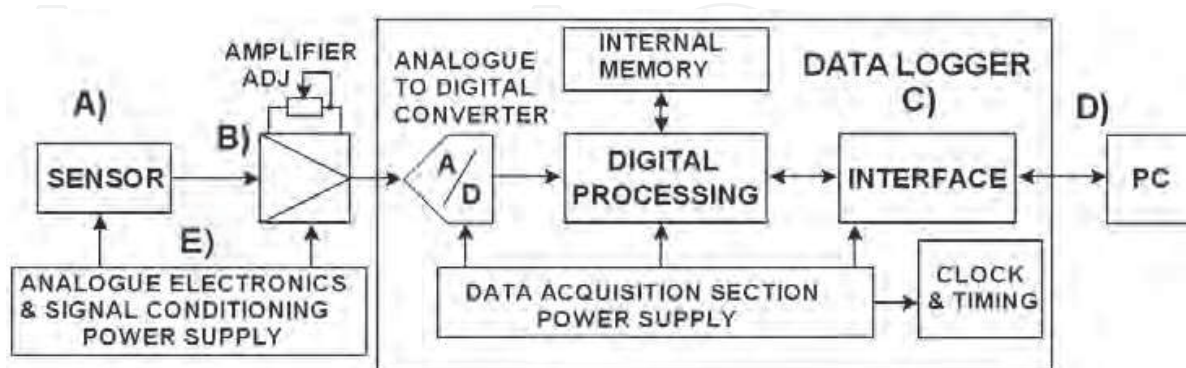 AMPLIFIER
ADJ
A)
B)
SENSOR
E)
ANALOGUE ELECTRONICS
& SIGNAL CONDITIONING
POWER SUPPLY
ANALOGUE
TO DIGITAL
CONVERTER
A/D
INTERNAL
MEMORY
DATA LOGGER
C)
DIGITAL
PROCESSING
INTERFACE
DATA ACQUISITION SECTION
POWER SUPPLY
CLOCK
& TIMING
D)
PC